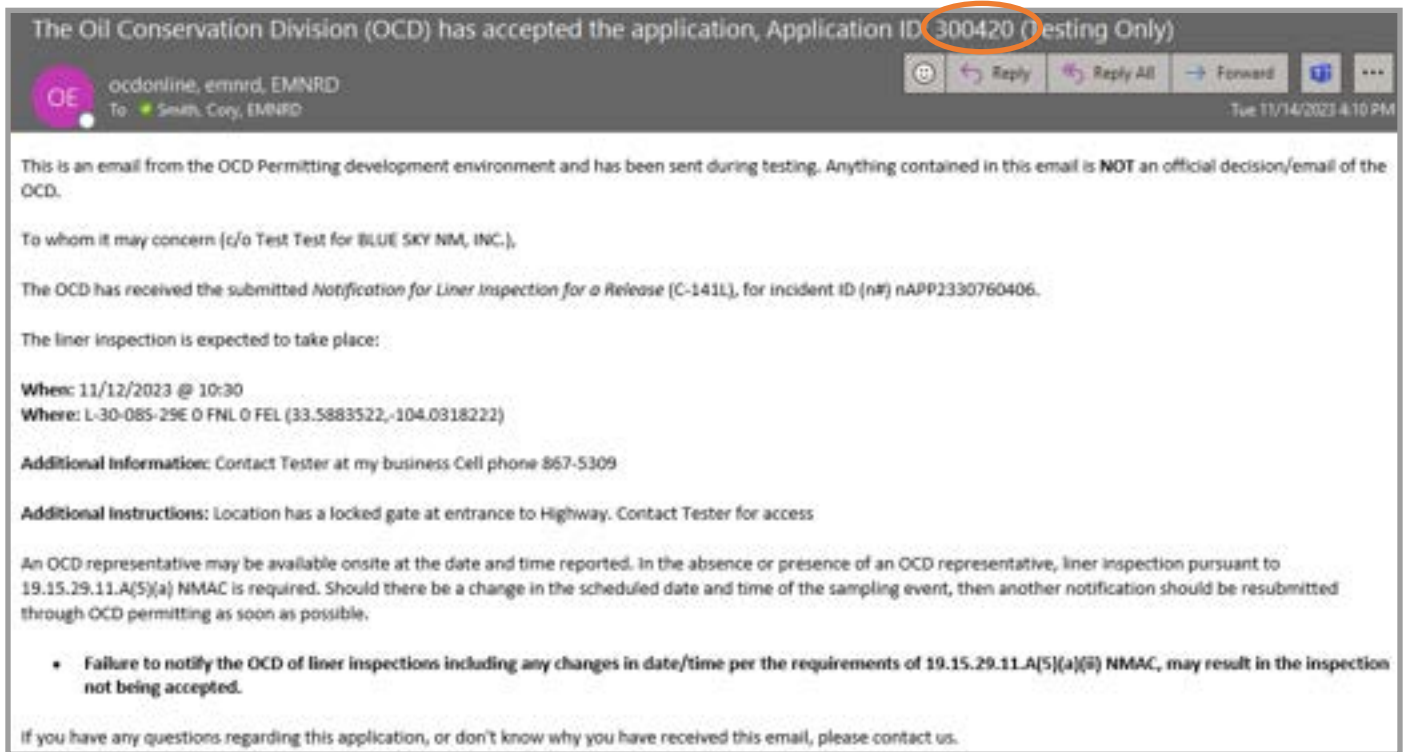 The Oil Conservation Division (OCD) has accepted the application, Application ID: 300420 (Testing Only)
Reply
Reply All
Forward
OE
ocdonline, emnrd, EMNRD
To Smith, Cory, EMNRD
Tue 11/14/2023 4:10 PM
This is an email from the OCD Permitting development environment and has been sent during testing. Anything contained in this email is NOT an official decision/email of the
OCD.
To whom it may concern (c/o Test Test for BLUE SKY NM, INC.),
The OCD has received the submitted Notification for Liner Inspection for a Release (C-141L), for incident ID (n#) nAPP2330760406.
The liner inspection is expected to take place:
When: 11/12/2023 @ 10:30
Where: L-30-08S-29E 0 FNL 0 FEL (33.5883522,-104.0318222)
Additional Information: Contact Tester at my business Cell phone 867-5309
Additional Instructions: Location has a locked gate at entrance to Highway. Contact Tester for access
An OCD representative may be available onsite at the date and time reported. In the absence or presence of an OCD representative, liner inspection pursuant to
19.15.29.11.A(5)(a) NMAC is required. Should there be a change in the scheduled date and time of the sampling event, then another notification should be resubmitted
through OCD permitting as soon as possible.
• Failure to notify the OCD of liner inspections including any changes in date/time per the requirements of 19.15.29.11.A(5)(a)(ii) NMAC, may result in the inspection
not being accepted.
If you have any questions regarding this application, or don't know why you have received this email, please contact us.